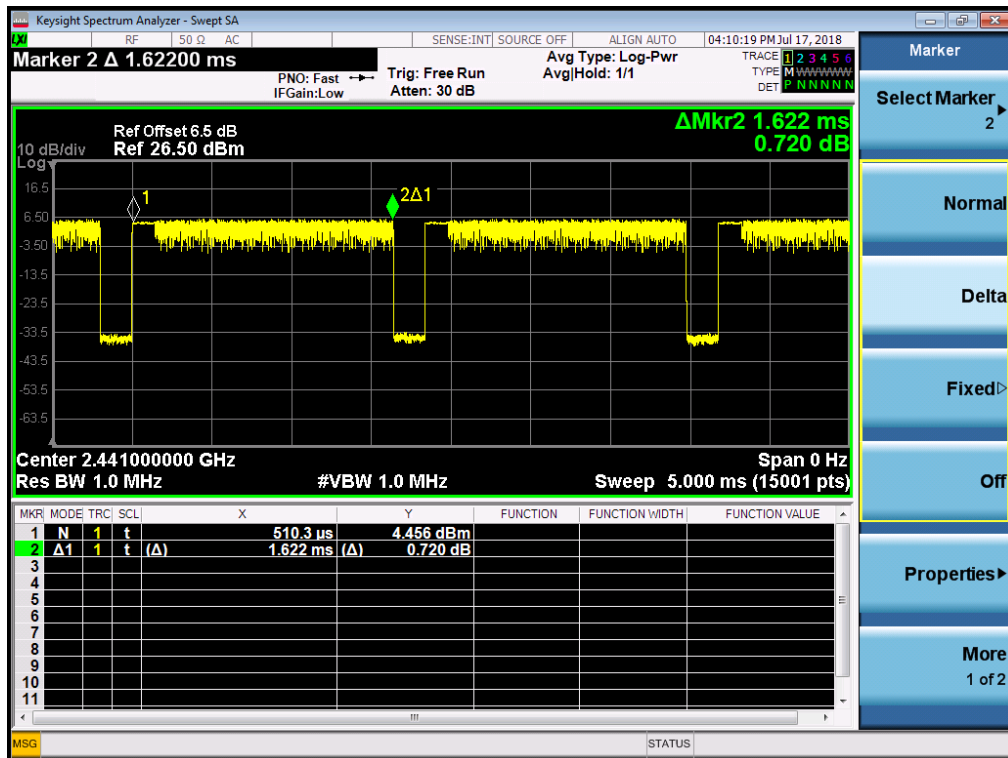 Keysight Spectrum Analyzer - Swept SA
LXI RF 50 Ω AC SENSE:INT SOURCE OFF ALIGN AUTO 04:10:19 PM Jul 17, 2018
Marker 2 Δ 1.62200 ms
PNO: Fast
IFGain:Low
Trig: Free Run
Atten: 30 dB
Avg Type: Log-Pwr
Avg|Hold: 1/1
TRACE 1 2 3 4 5 6
TYPE M WWWWW
DET P N N N N N
ΔMkr2 1.622 ms
0.720 dB
Ref Offset 6.5 dB
10 dB/div Ref 26.50 dBm
Log
16.5
6.50
-3.50
-13.5
-23.5
-33.5
-43.5
-53.5
-63.5
1
2Δ1
Center 2.441000000 GHz Span 0 Hz
Res BW 1.0 MHz #VBW 1.0 MHz Sweep 5.000 ms (15001 pts)
MKR MODE TRC SCL X Y FUNCTION FUNCTION WIDTH FUNCTION VALUE
1 N 1 t 510.3 µs 4.456 dBm
2 Δ1 1 t (Δ) 1.622 ms (Δ) 0.720 dB
3
4
5
6
7
8
9
10
11
MSG STATUS
Marker
Select Marker
2
Normal
Delta
Fixed
Off
Properties
More
1 of 2